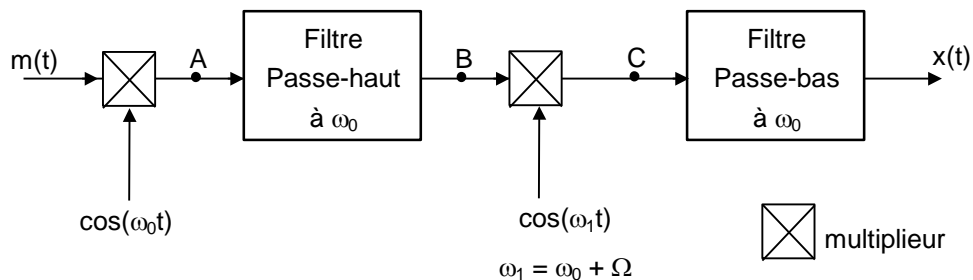 m(t)
A
Filtre
Passe-haut
à ω₀
B
C
Filtre
Passe-bas
à ω₀
x(t)
cos(ω₀t)
cos(ω₁t)
ω₁ = ω₀ + Ω
multiplieur